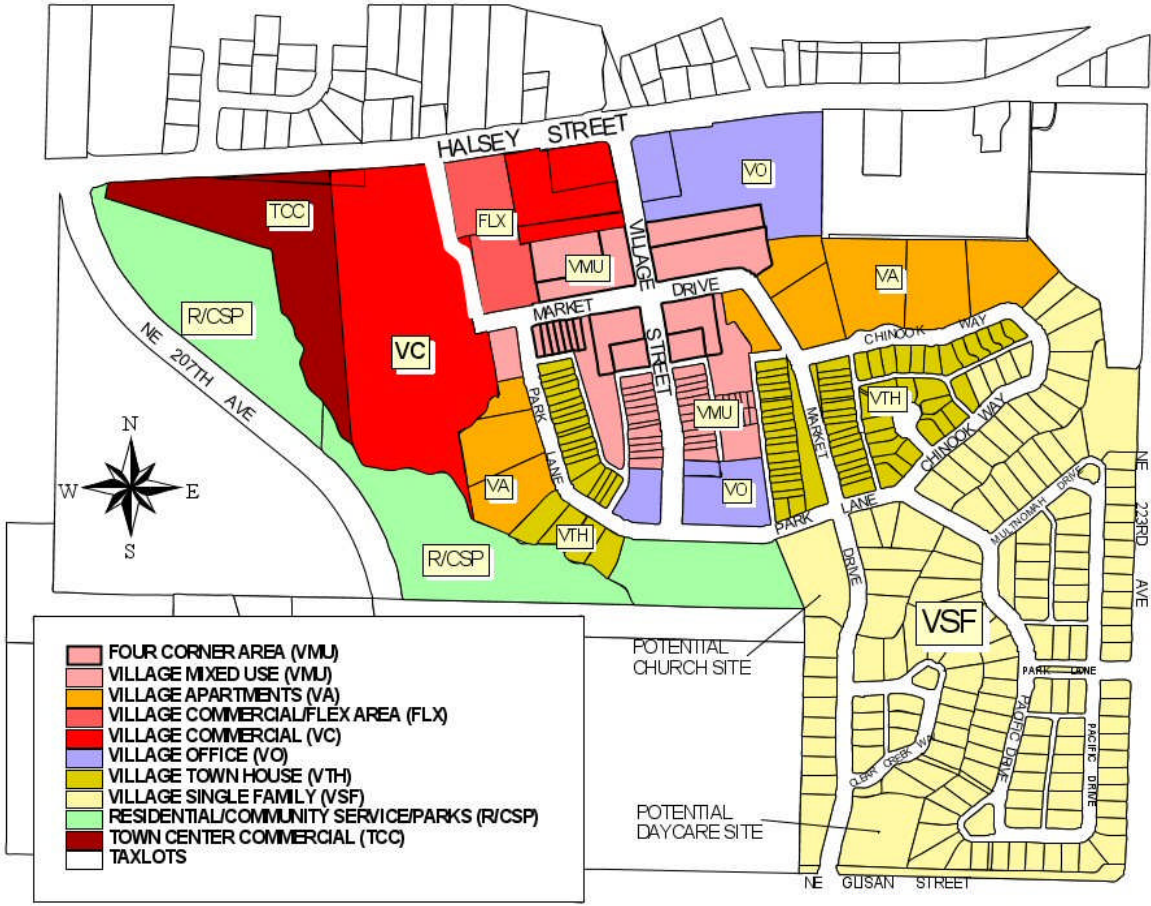 HALSEY STREET
VO
TCC
FLX
VILLAGE
VMU
VA
DRIVE
MARKET
R/CSP
CHINOOK WAY
STREET
VC
NE 207TH AVE
PARK
VTH
VMU
MARKET
CHINOOK WAY
N
W E
S
LANE
VA
VO
MULTNOMAH DRIVE
NE 223RD AVE
PARK LANE
VTH
R/CSP
DRIVE
VSF
POTENTIAL
CHURCH SITE
PARK LANE
PACIFIC DRIVE
PACIFIC DRIVE
CLEAR CREEK WA
POTENTIAL
DAYCARE SITE
NE GLISAN STREET
FOUR CORNER AREA (VMU)
VILLAGE MIXED USE (VMU)
VILLAGE APARTMENTS (VA)
VILLAGE COMMERCIAL/FLEX AREA (FLX)
VILLAGE COMMERCIAL (VC)
VILLAGE OFFICE (VO)
VILLAGE TOWN HOUSE (VTH)
VILLAGE SINGLE FAMILY (VSF)
RESIDENTIAL/COMMUNITY SERVICE/PARKS (R/CSP)
TOWN CENTER COMMERCIAL (TCC)
TAXLOTS